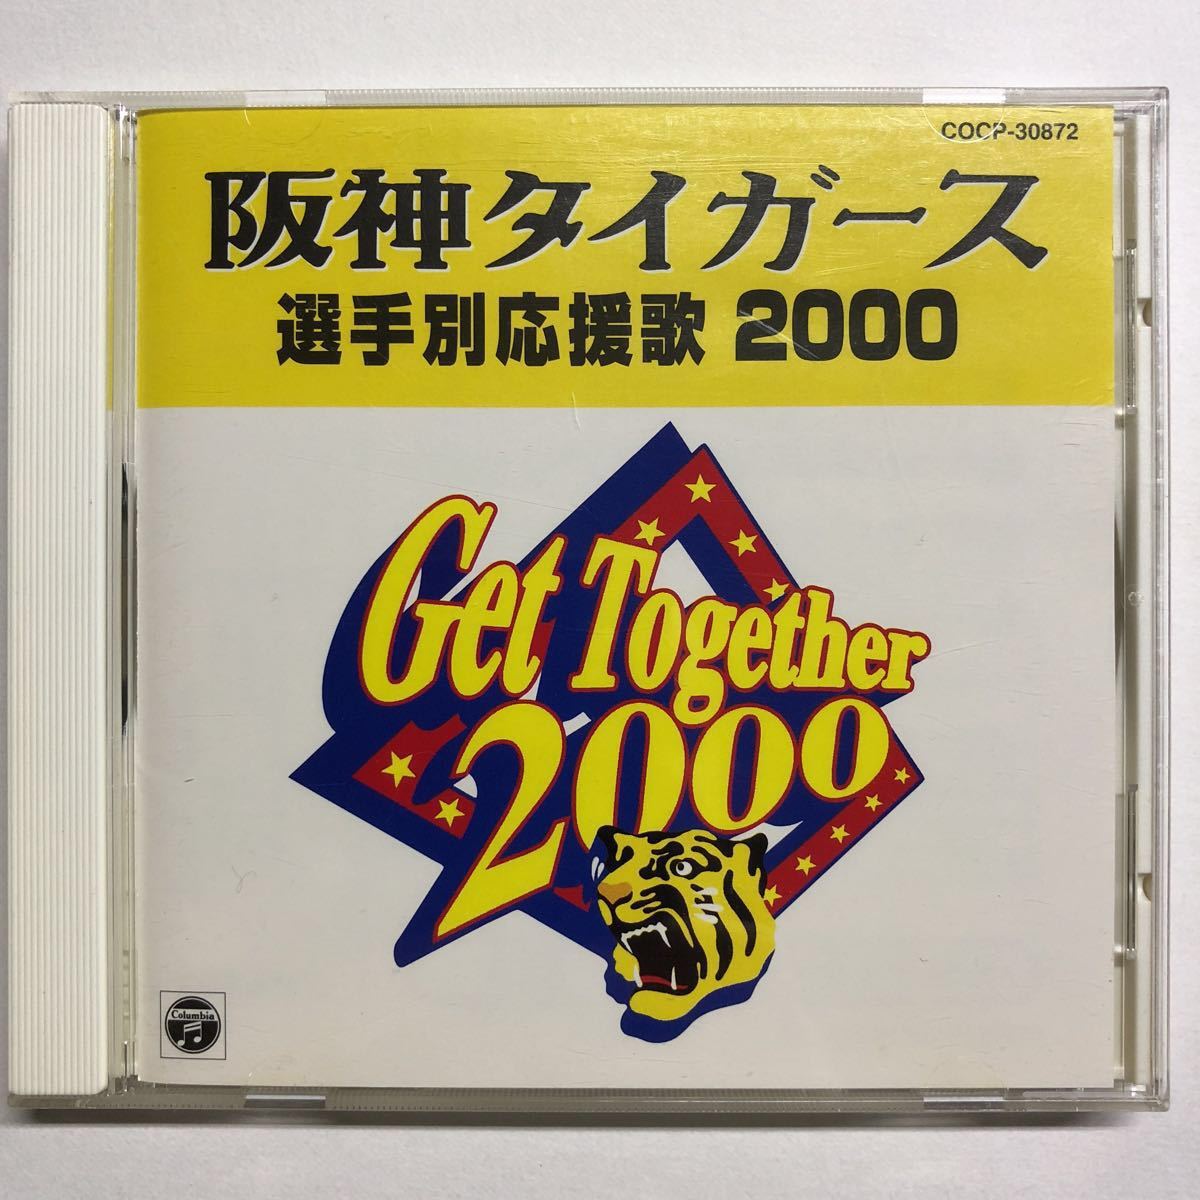 COCP-30872
阪神タイガース
選手別応援歌 2000
Get Together
2000
Columbia